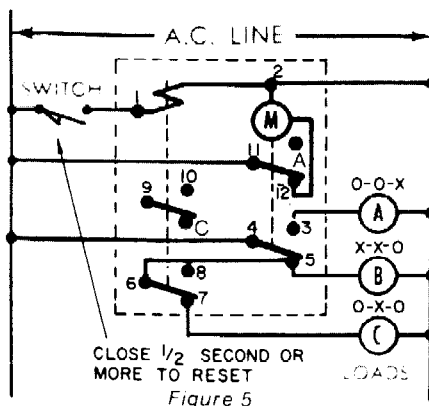 A.C. LINE
SWITCH
1
2
M
11
A
12
10
9
C
O-O-X
3
A
4
X-X-O
5
B
8
6
O-X-O
7
C
CLOSE 1/2 SECOND OR
MORE TO RESET
LOADS
Figure 5